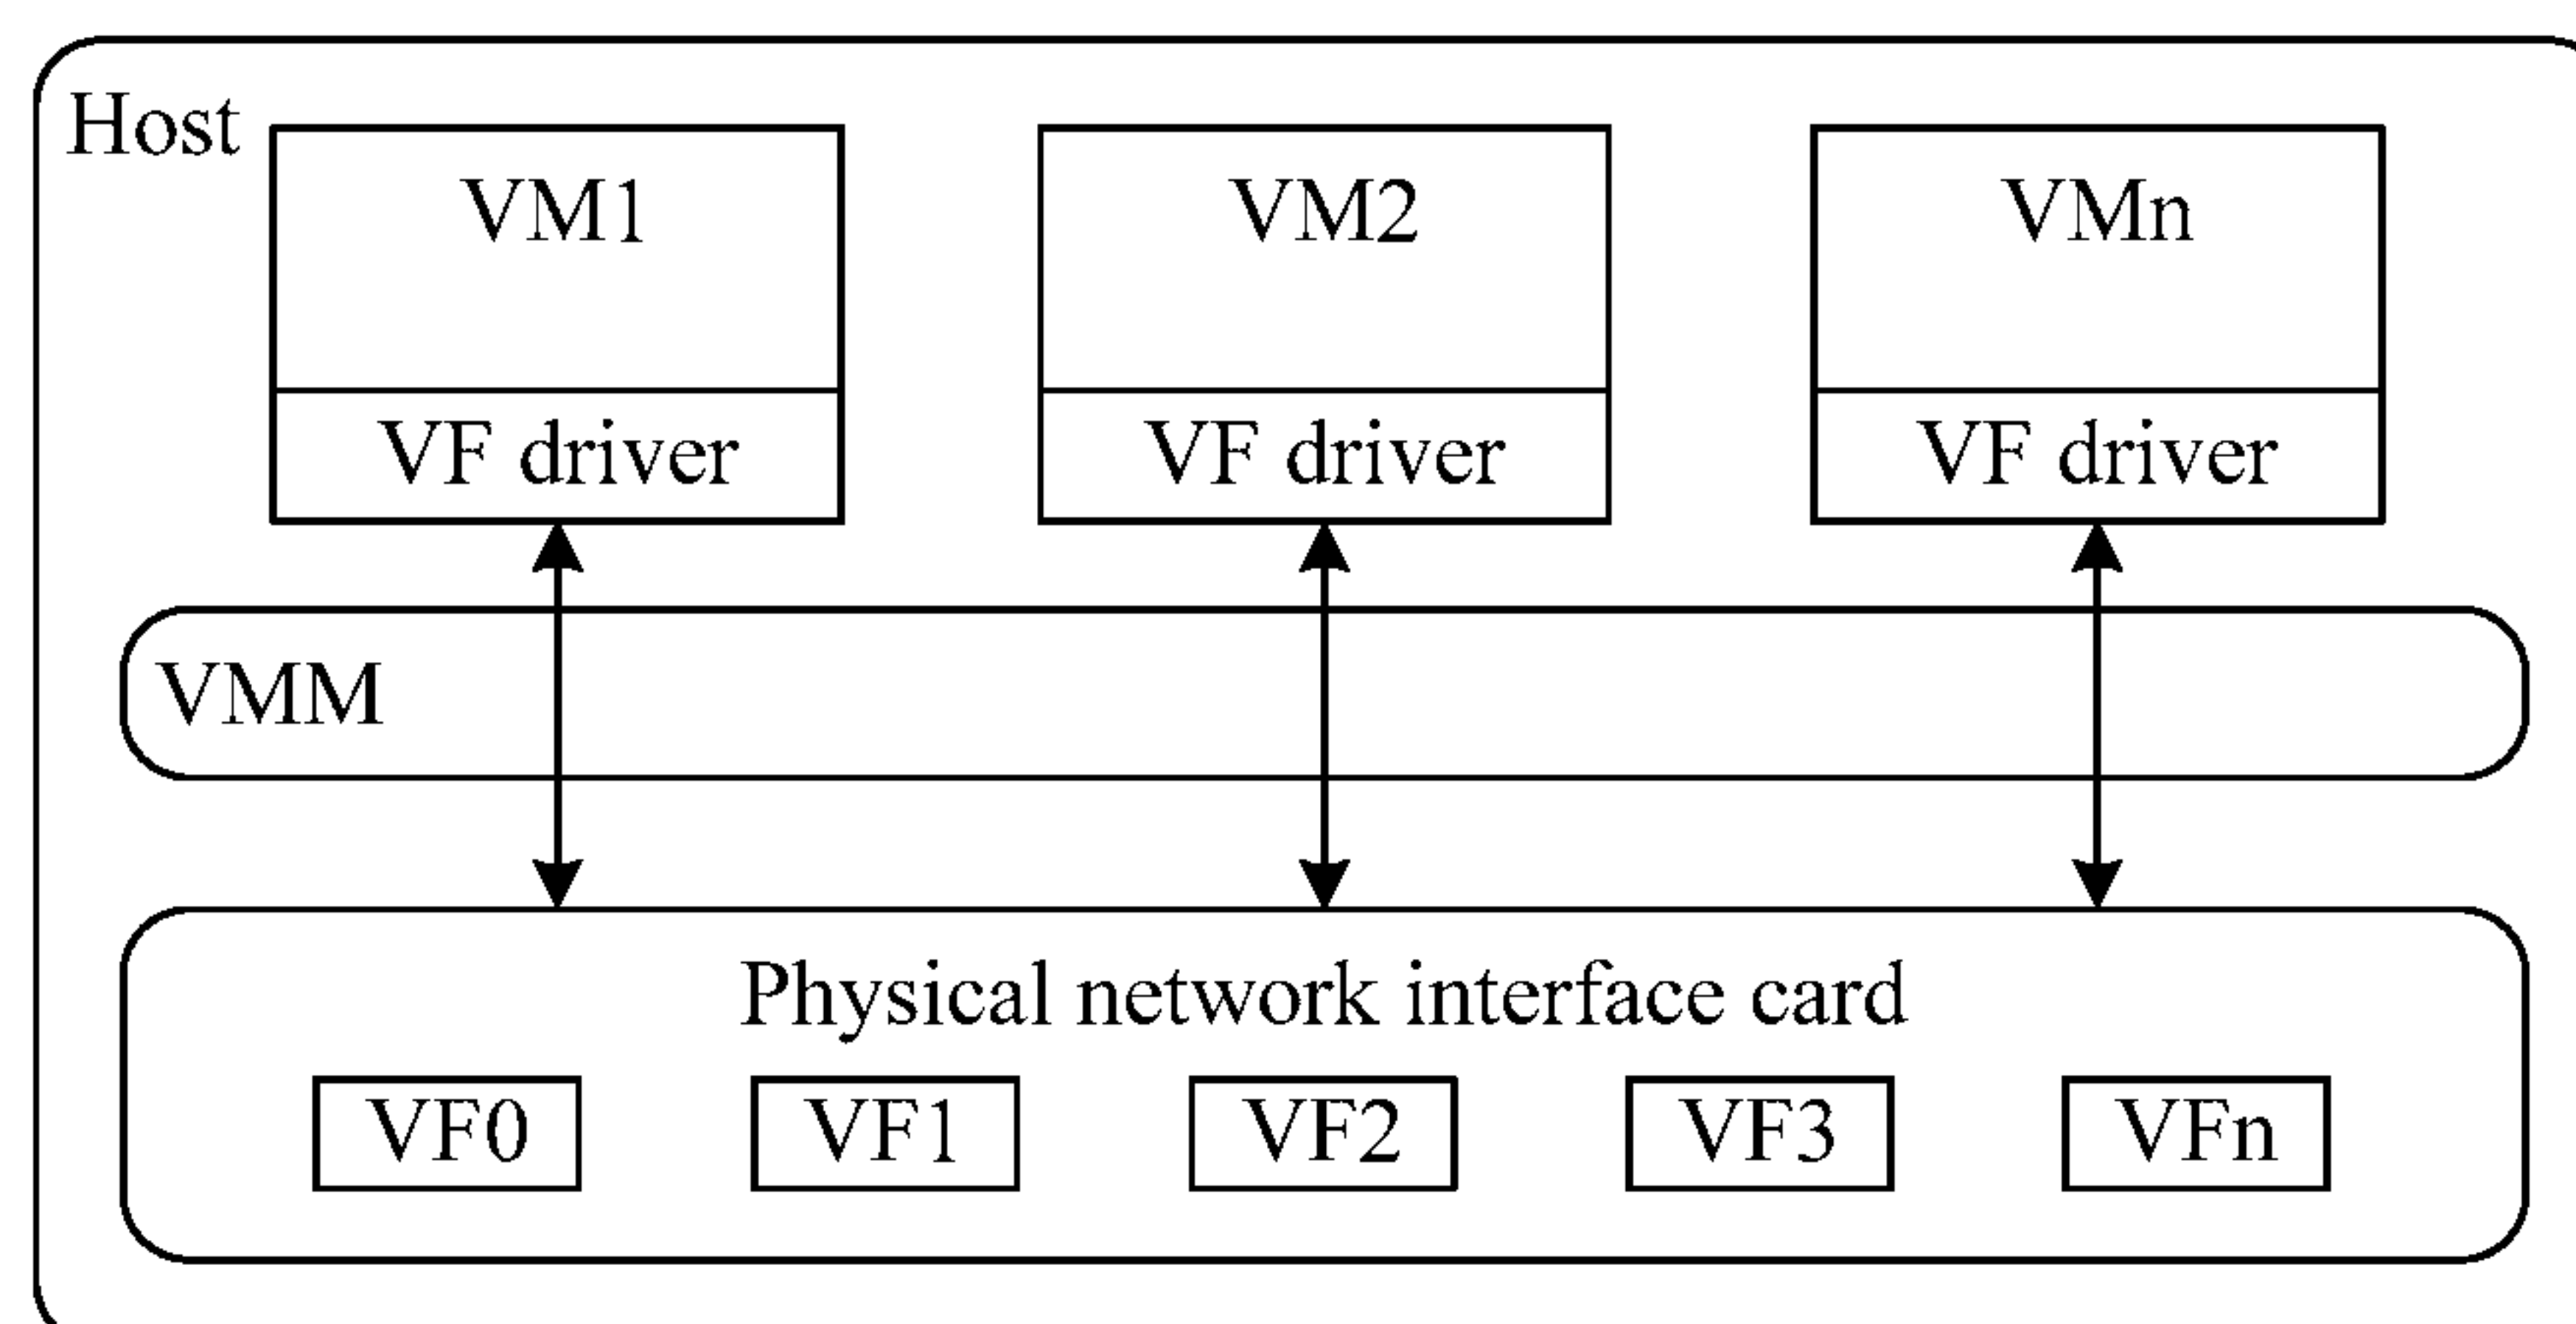 Host
VM1
VM2
VMn
VF driver
VF driver
VF driver
VMM
Physical network interface card
VF0
VF1
VF2
VF3
VFn